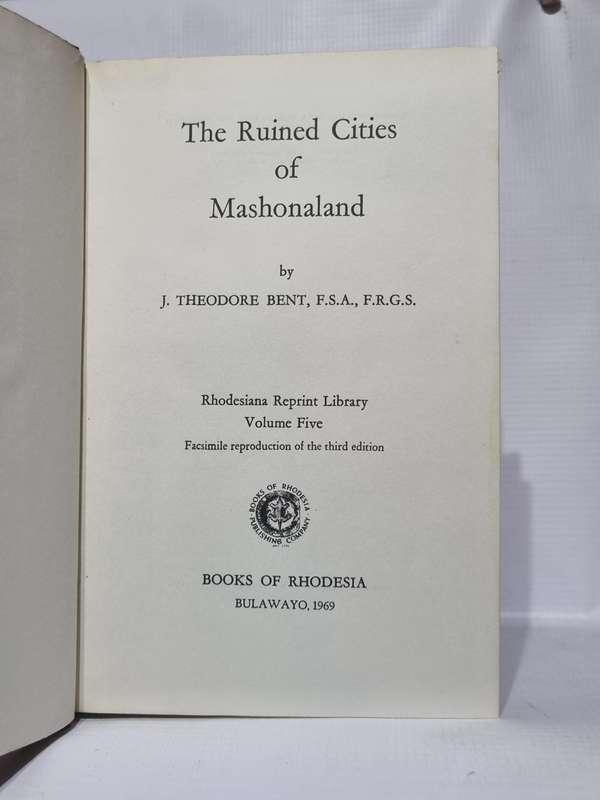 The Ruined Cities
of
Mashonaland
by
J. THEODORE BENT, F.S.A., F.R.G.S.
Rhodesiana Reprint Library
Volume Five
Facsimile reproduction of the third edition
BOOKS OF RHODESIA
PUBLISHING COMPANY
BOOKS OF RHODESIA
BULAWAYO, 1969